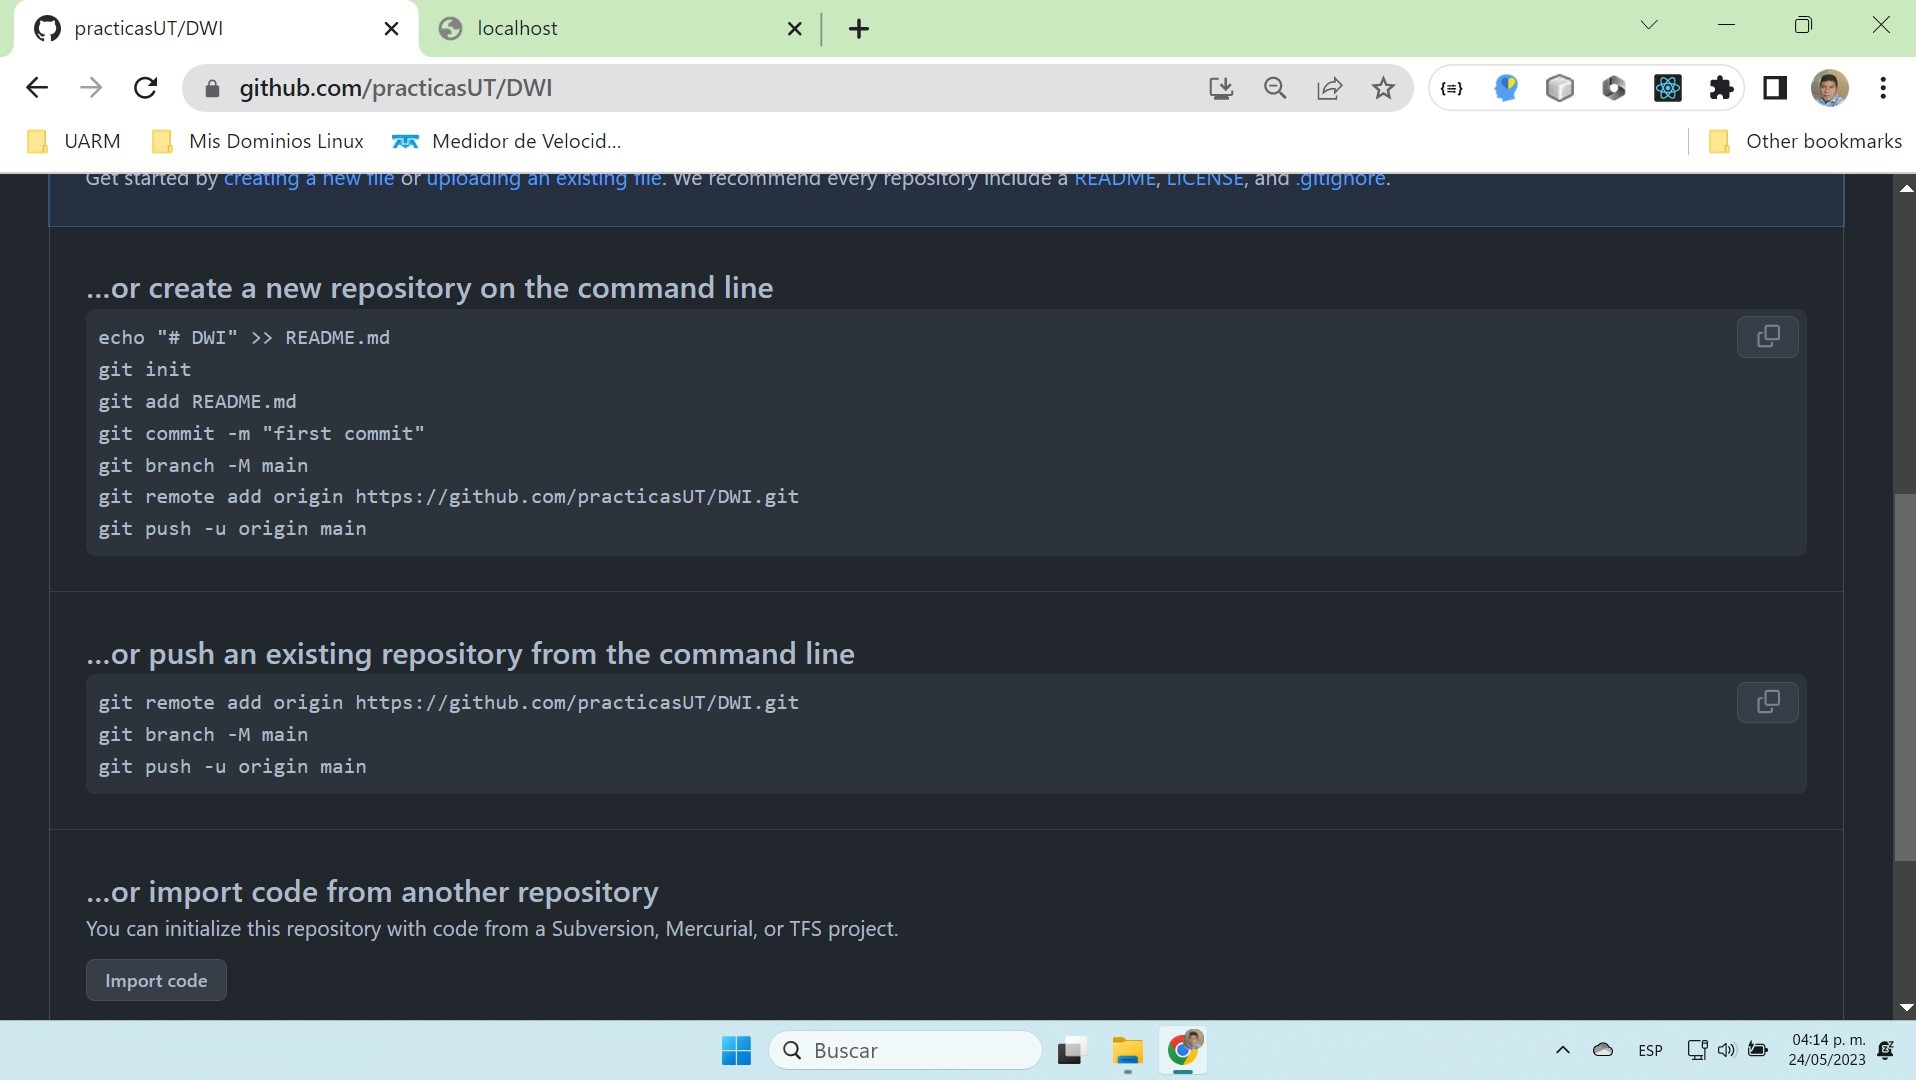 practicasUT/DWI
localhost
github.com/practicasUT/DWI
UARM
Mis Dominios Linux
Medidor de Velocid...
Other bookmarks
Get started by creating a new file or uploading an existing file. We recommend every repository include a README, LICENSE, and .gitignore.
...or create a new repository on the command line
echo "# DWI" >> README.md
git init
git add README.md
git commit -m "first commit"
git branch -M main
git remote add origin https://github.com/practicasUT/DWI.git
git push -u origin main
...or push an existing repository from the command line
git remote add origin https://github.com/practicasUT/DWI.git
git branch -M main
git push -u origin main
...or import code from another repository
You can initialize this repository with code from a Subversion, Mercurial, or TFS project.
Import code
Buscar
ESP
04:14 p. m.
24/05/2023